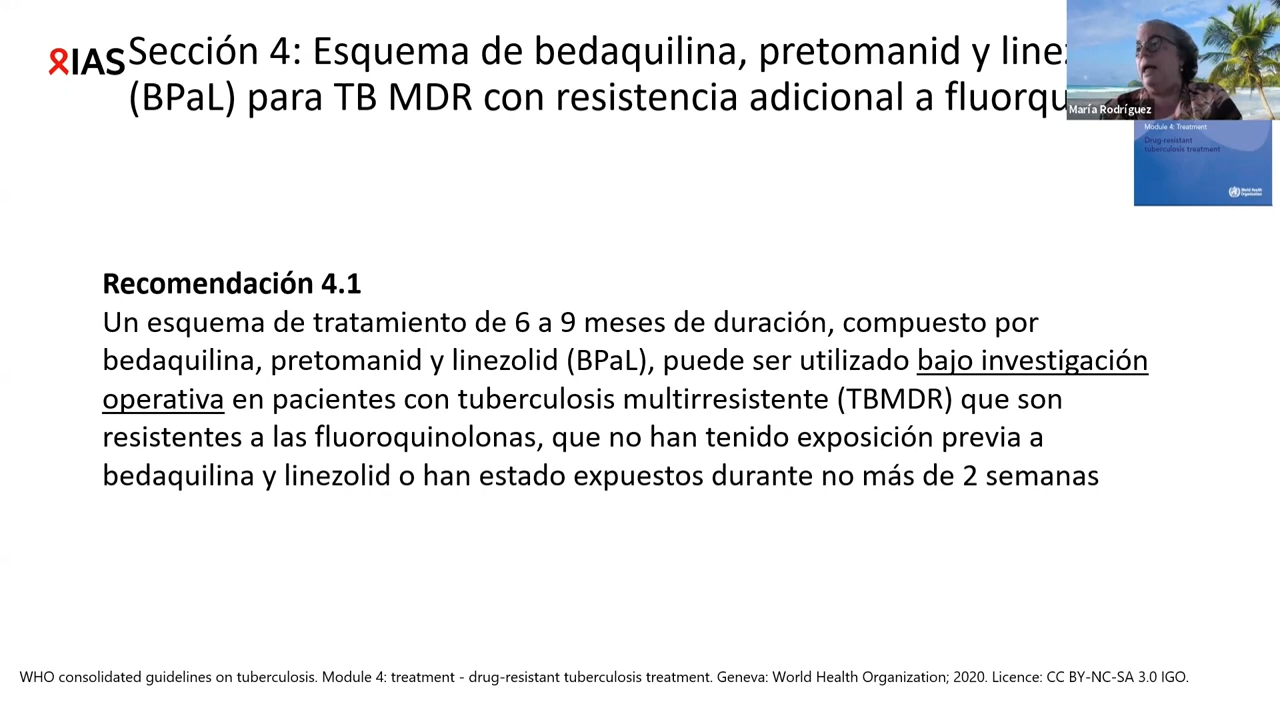 IAS
Sección 4: Esquema de bedaquilina, pretomanid y
(BPaL) para TB MDR con resistencia adicional a
María Rodríguez
Module 4: Treatment
Drug-resistant
tuberculosis treatment
World Health
Organization
Recomendación 4.1
Un esquema de tratamiento de 6 a 9 meses de duración, compuesto por
bedaquilina, pretomanid y linezolid (BPaL), puede ser utilizado bajo investigación
operativa en pacientes con tuberculosis multirresistente (TBMDR) que son
resistentes a las fluoroquinolonas, que no han tenido exposición previa a
bedaquilina y linezolid o han estado expuestos durante no más de 2 semanas
WHO consolidated guidelines on tuberculosis. Module 4: treatment - drug-resistant tuberculosis treatment. Geneva: World Health Organization; 2020. Licence: CC BY-NC-SA 3.0 IGO.